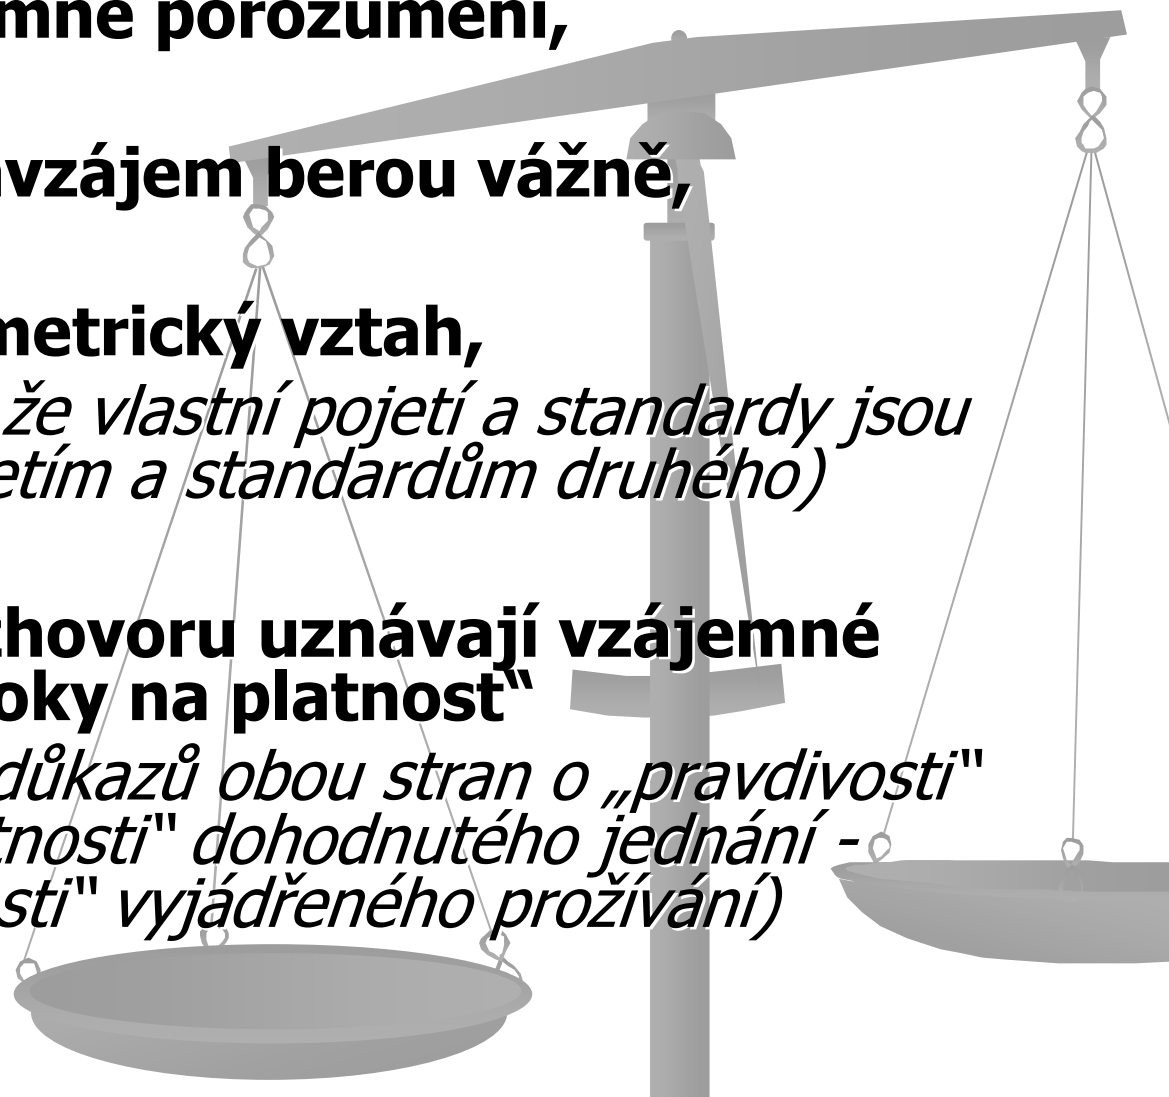 mné porozumění,
vzájem berou vážně,
metrický vztah,
že vlastní pojetí a standardy jsou
etím a standardům druhého)
hovoru uznávají vzájemné
oky na platnost“
důkazů obou stran o „pravdivosti“
tnosti“ dohodnutého jednání -
sti“ vyjádřeného prožívání)